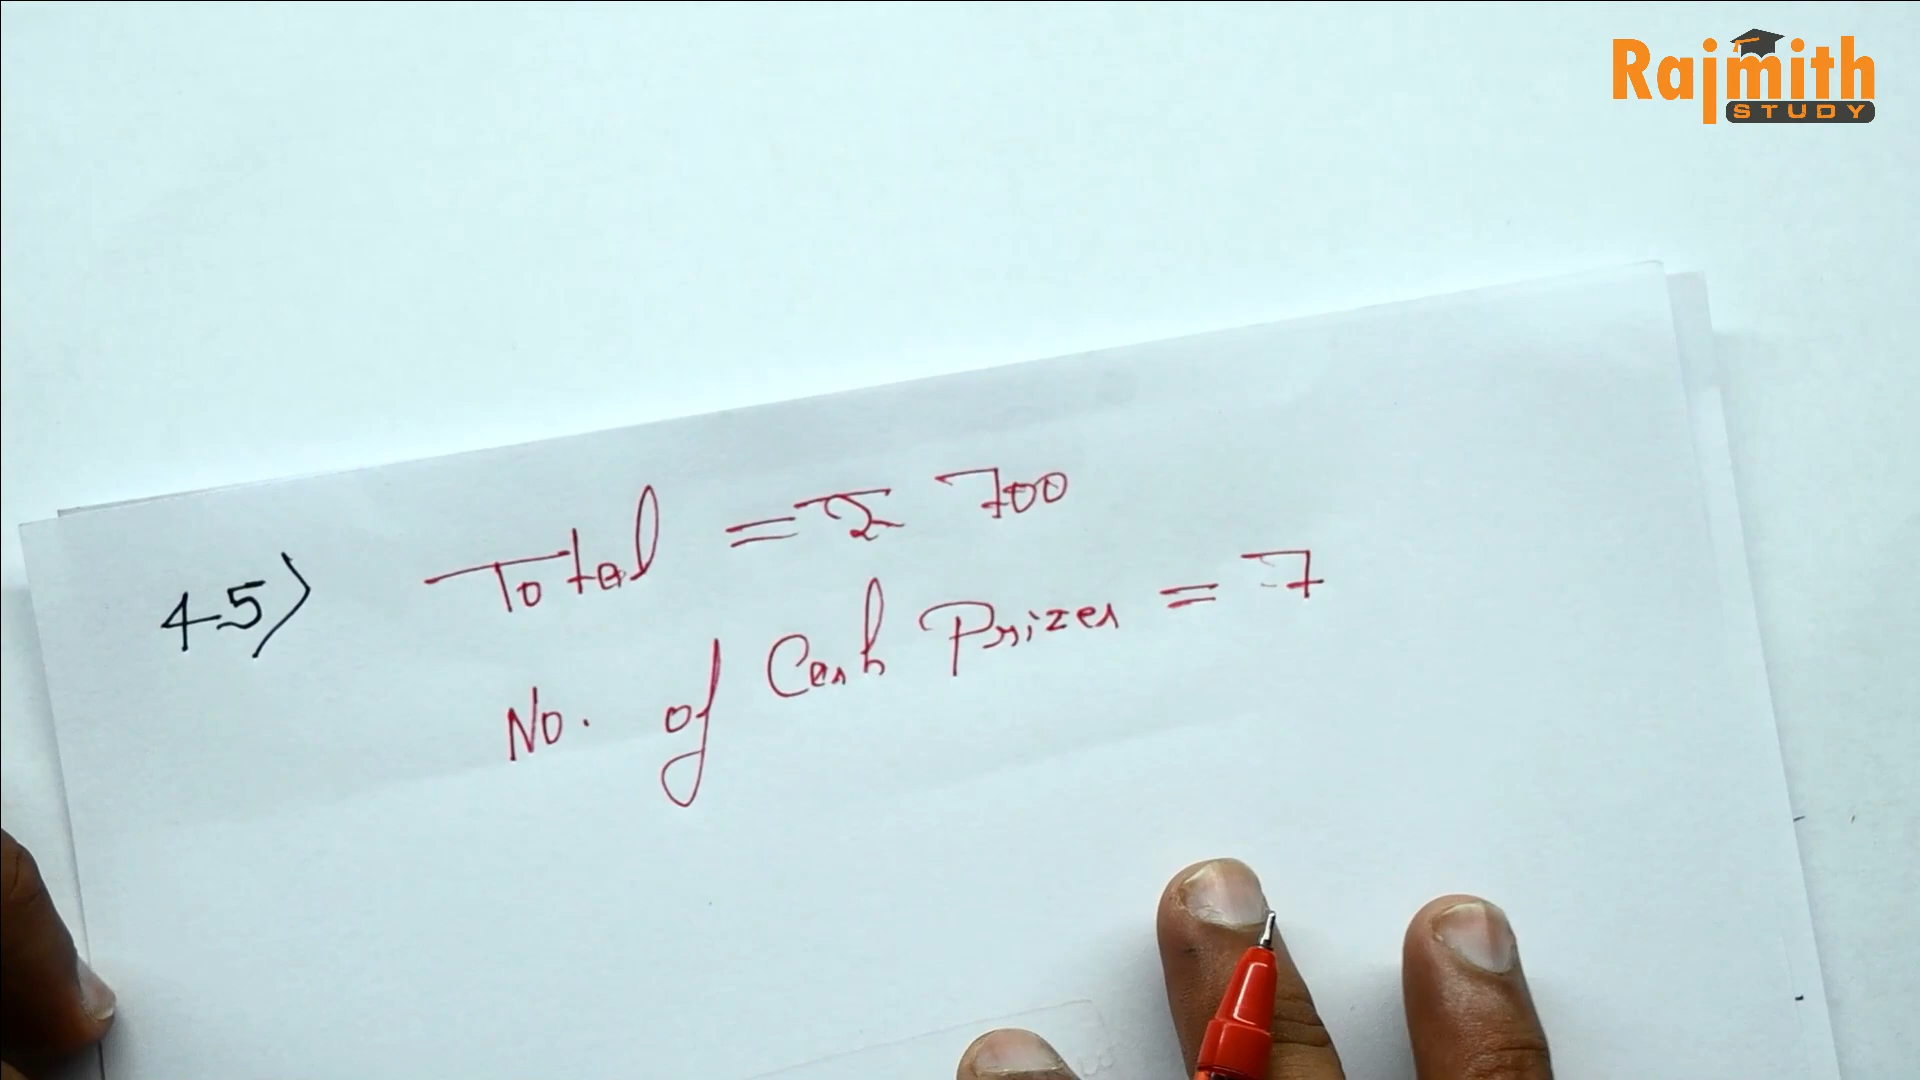 Rajmith
STUDY
45) Total = ₹ 700
No. of Cash Prizes = 7